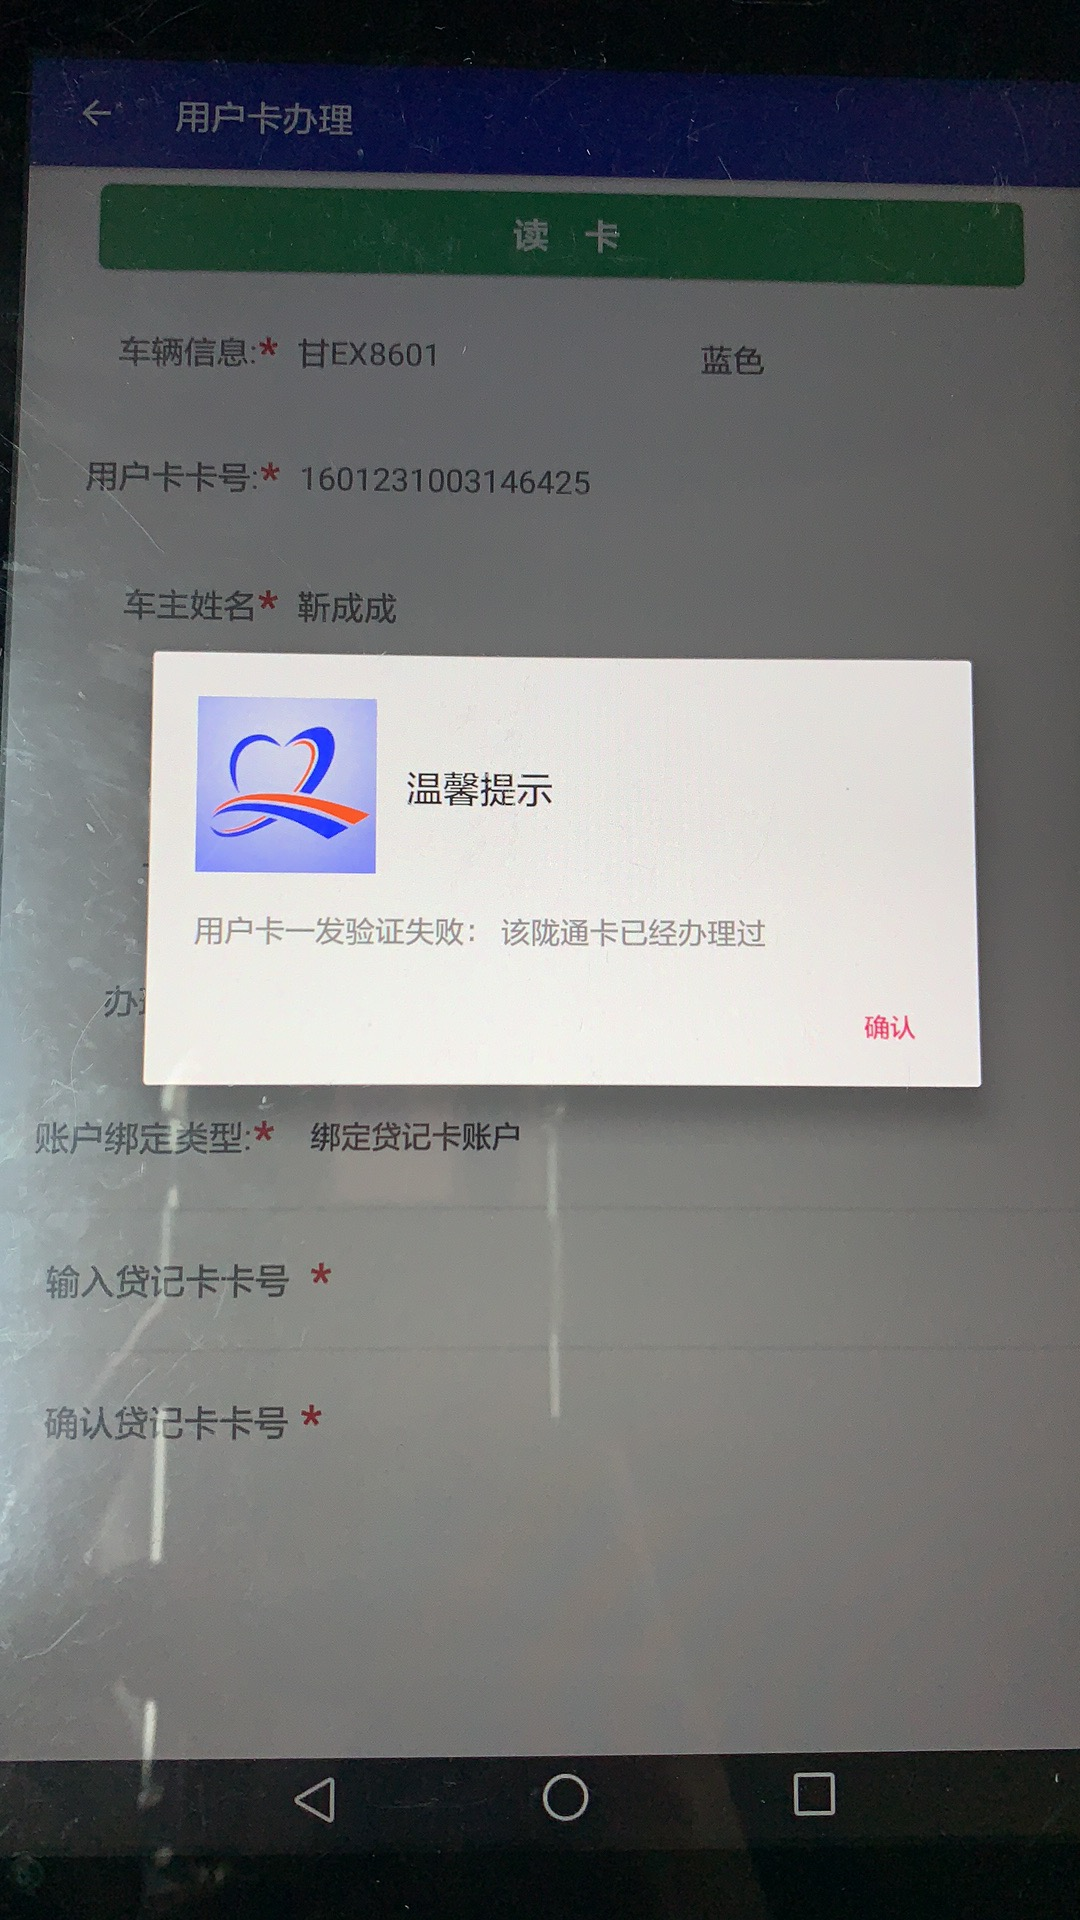 用户卡办理
读 卡
车辆信息:* 甘EX8601 蓝色
用户卡卡号:* 1601231003146425
车主姓名* 靳成成
温馨提示
用户卡一发验证失败： 该陇通卡已经办理过
办
确认
账户绑定类型:* 绑定贷记卡账户
输入贷记卡卡号 *
确认贷记卡卡号 *